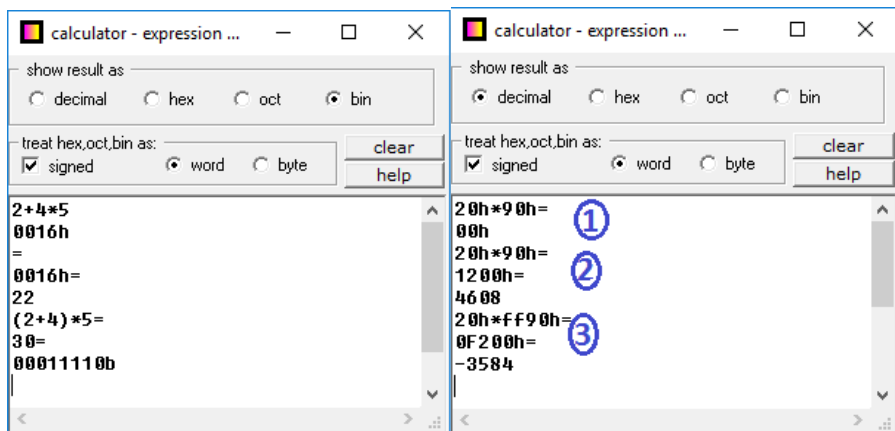 calculator - expression ...
show result as
decimal hex oct bin
treat hex,oct,bin as:
signed word byte
clear
help
2+4*5
0016h
=
0016h=
22
(2+4)*5=
30=
00011110b
calculator - expression ...
show result as
decimal hex oct bin
treat hex,oct,bin as:
signed word byte
clear
help
20h*90h=
00h
1
20h*90h=
1200h=
2
4608
20h*ff90h=
0F200h=
3
-3584